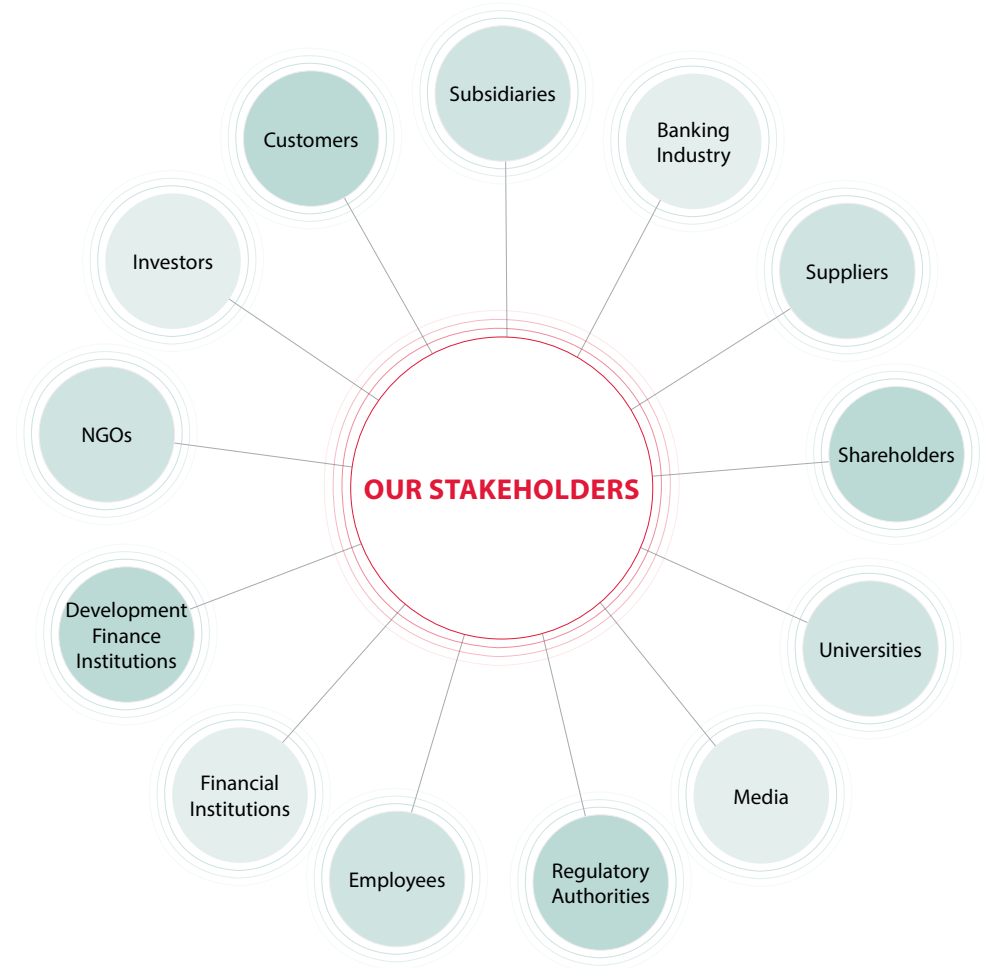 Subsidiaries
Banking
Industry
Suppliers
Shareholders
Universities
Media
Regulatory
Authorities
Employees
Financial
Institutions
Development
Finance
Institutions
NGOs
Investors
Customers
OUR STAKEHOLDERS